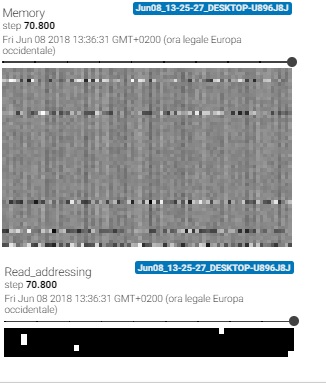 Memory
Jun08_13-25-27_DESKTOP-U896J8J
step 70.800
Fri Jun 08 2018 13:36:31 GMT+0200 (ora legale Europa
occidentale)
Read_addressing
Jun08_13-25-27_DESKTOP-U896J8J
step 70.800
Fri Jun 08 2018 13:36:31 GMT+0200 (ora legale Europa
occidentale)